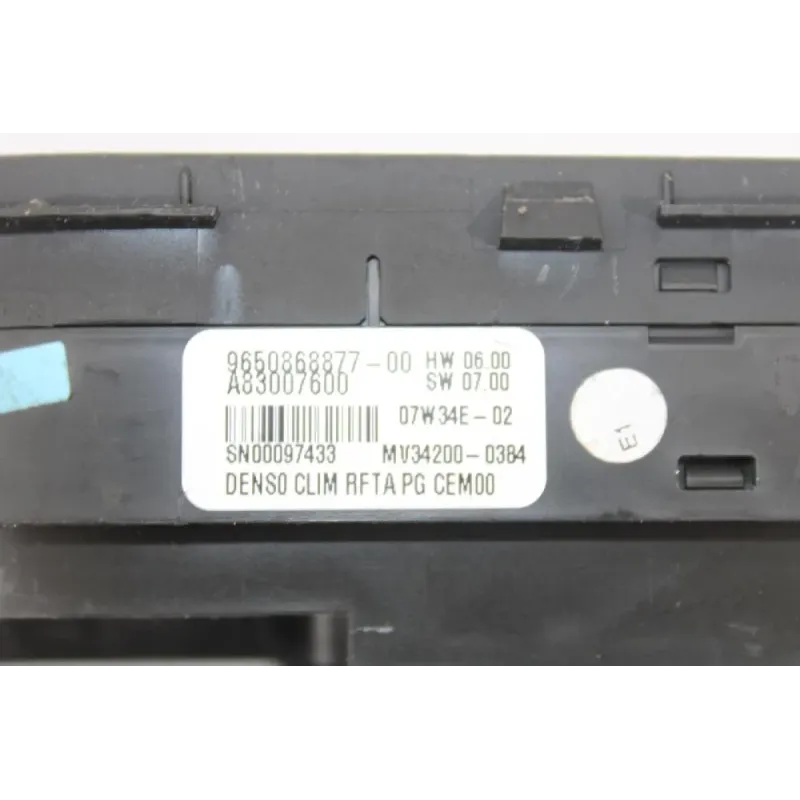 9650868877-00 HW 06.00
A83007600 SW 07.00
07W34E-02
SN00097433 MV34200-0384
DENSO CLIM RFTA PG CEM00
E1